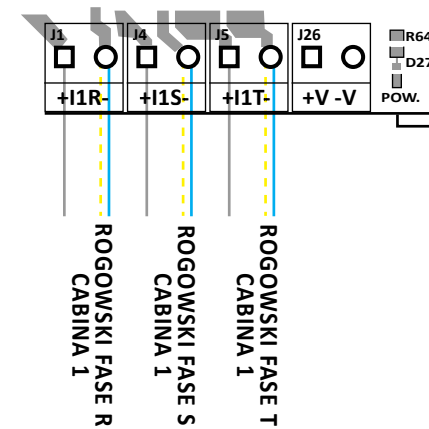 J1 J4 J5 J26 R64
D27
+I1R- +I1S- +I1T- +V -V POW.
ROGOWSKI FASE R
CABINA 1
ROGOWSKI FASE S
CABINA 1
ROGOWSKI FASE T
CABINA 1